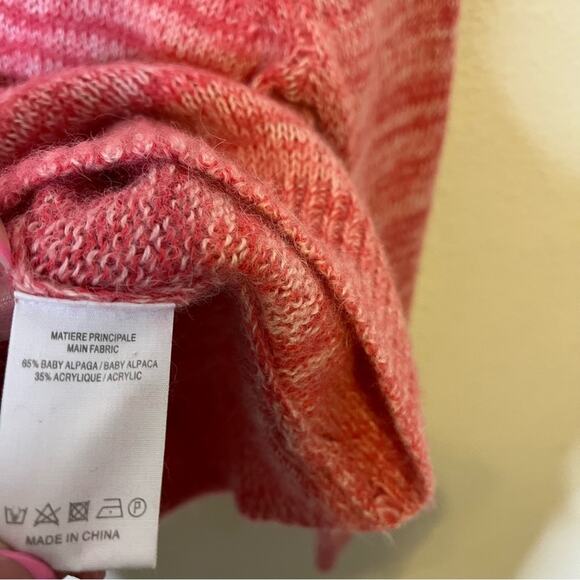 MATIERE PRINCIPALE
MAIN FABRIC
65% BABY ALPAGA / BABY ALPACA
35% ACRYLIQUE / ACRYLIC
P
MADE IN CHINA